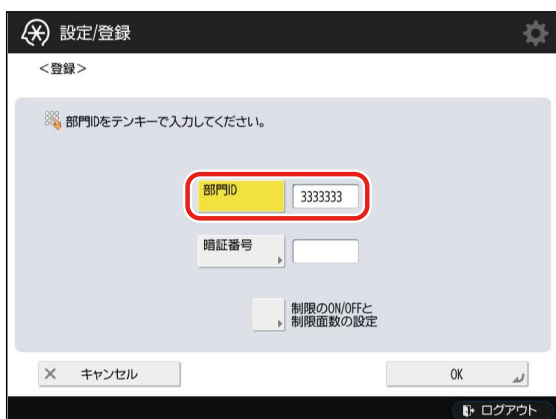 設定/登録
<登録>
部門IDをテンキーで入力してください。
部門ID
3333333
暗証番号
制限のON/OFFと
制限面数の設定
キャンセル
OK
ログアウト